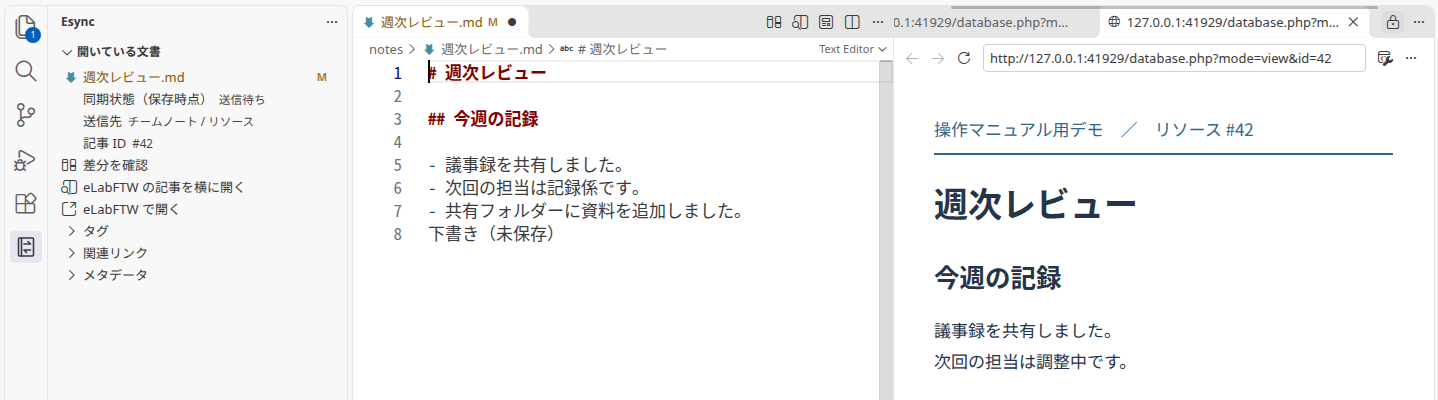 Esync
1
開いている文書
週次レビュー.md M
同期状態（保存時点） 送信待ち
送信先 チームノート / リソース
記事 ID #42
差分を確認
eLabFTW の記事を横に開く
eLabFTW で開く
タグ
関連リンク
メタデータ
週次レビュー.md M
notes 週次レビュー.md abc # 週次レビュー
Text Editor
1 # 週次レビュー
2
3 ## 今週の記録
4
5 - 議事録を共有しました。
6 - 次回の担当は記録係です。
7 - 共有フォルダーに資料を追加しました。
8 下書き（未保存）
0.1:41929/database.php?m...
127.0.0.1:41929/database.php?m...
http://127.0.0.1:41929/database.php?mode=view&id=42
操作マニュアル用デモ ／ リソース #42
週次レビュー
今週の記録
議事録を共有しました。
次回の担当は調整中です。